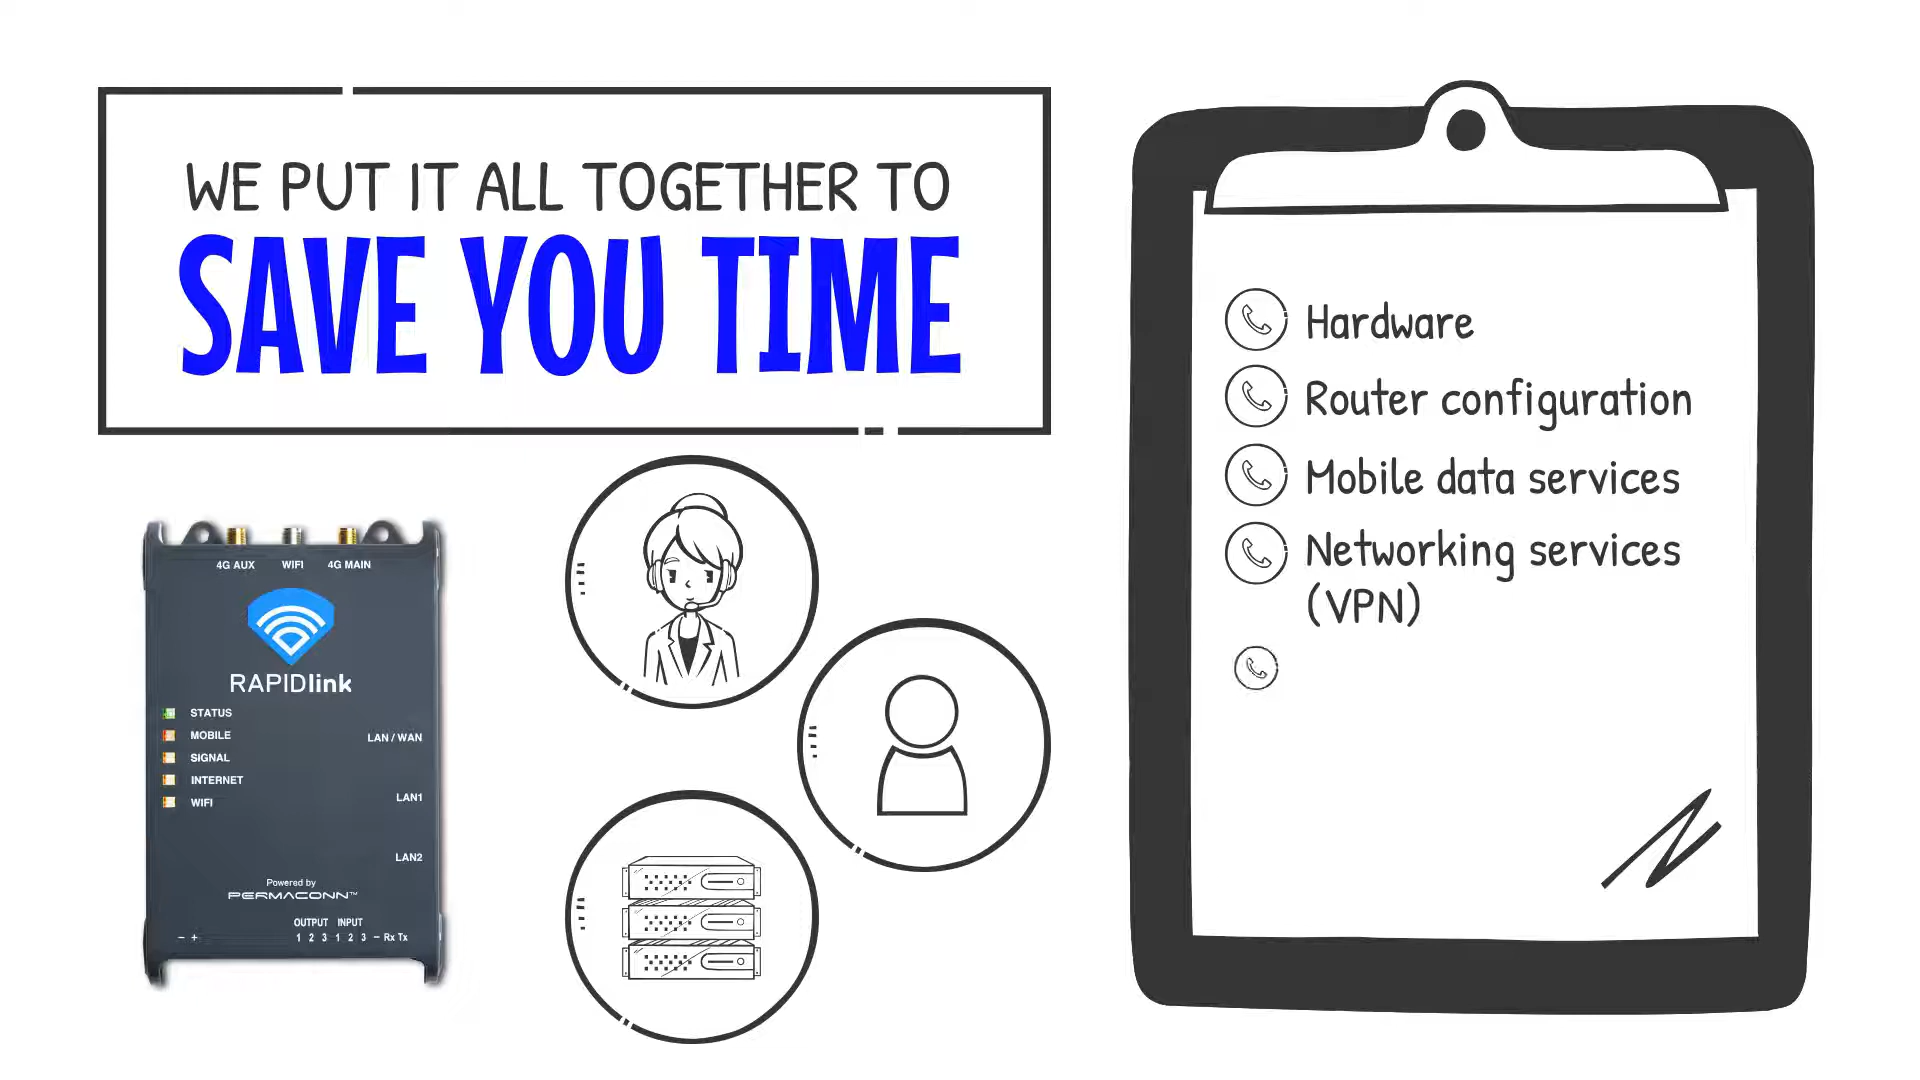 WE PUT IT ALL TOGETHER TO
SAVE YOU TIME
4G AUX WIFI 4G MAIN
RAPIDlink
STATUS
MOBILE
SIGNAL
INTERNET
WIFI
LAN / WAN
LAN1
LAN2
Powered by
PERMACONN™
OUTPUT INPUT
− + 1 2 3 1 2 3 − Rx Tx
Hardware
Router configuration
Mobile data services
Networking services
(VPN)